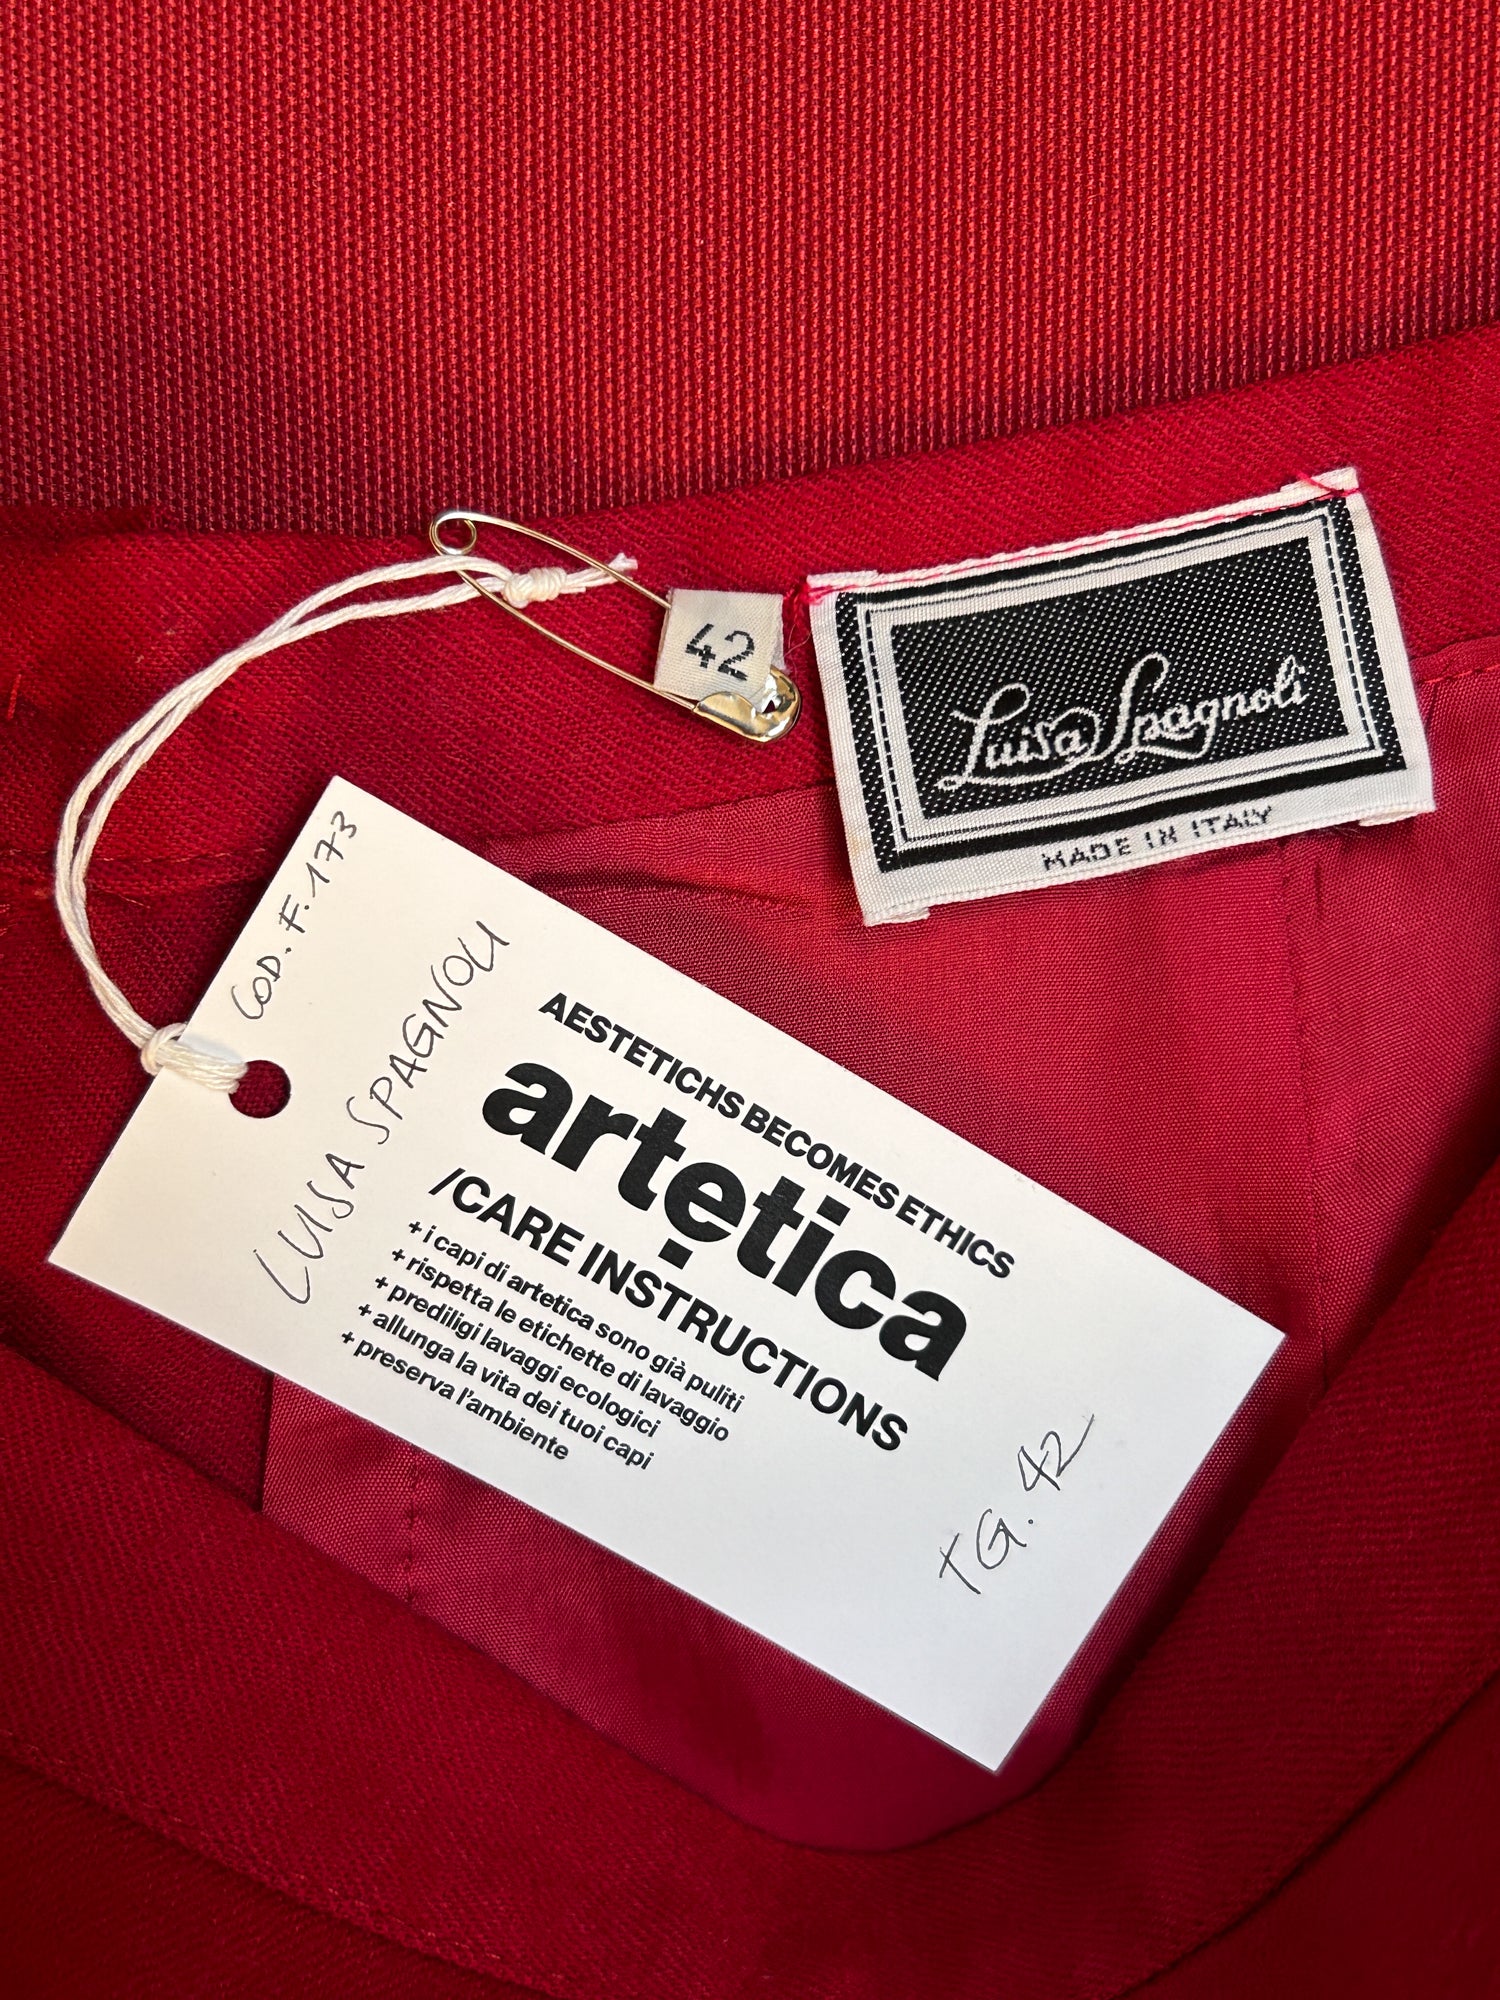 42
Luisa Spagnoli
MADE IN ITALY
COD. F. 173
LUISA SPAGNOLI
AESTETICHS BECOMES ETHICS
artẹtica
/CARE INSTRUCTIONS
+ i capi di artetica sono già puliti
+ rispetta le etichette di lavaggio
+ prediligi lavaggi ecologici
+ allunga la vita dei tuoi capi
+ preserva l'ambiente
TG. 42